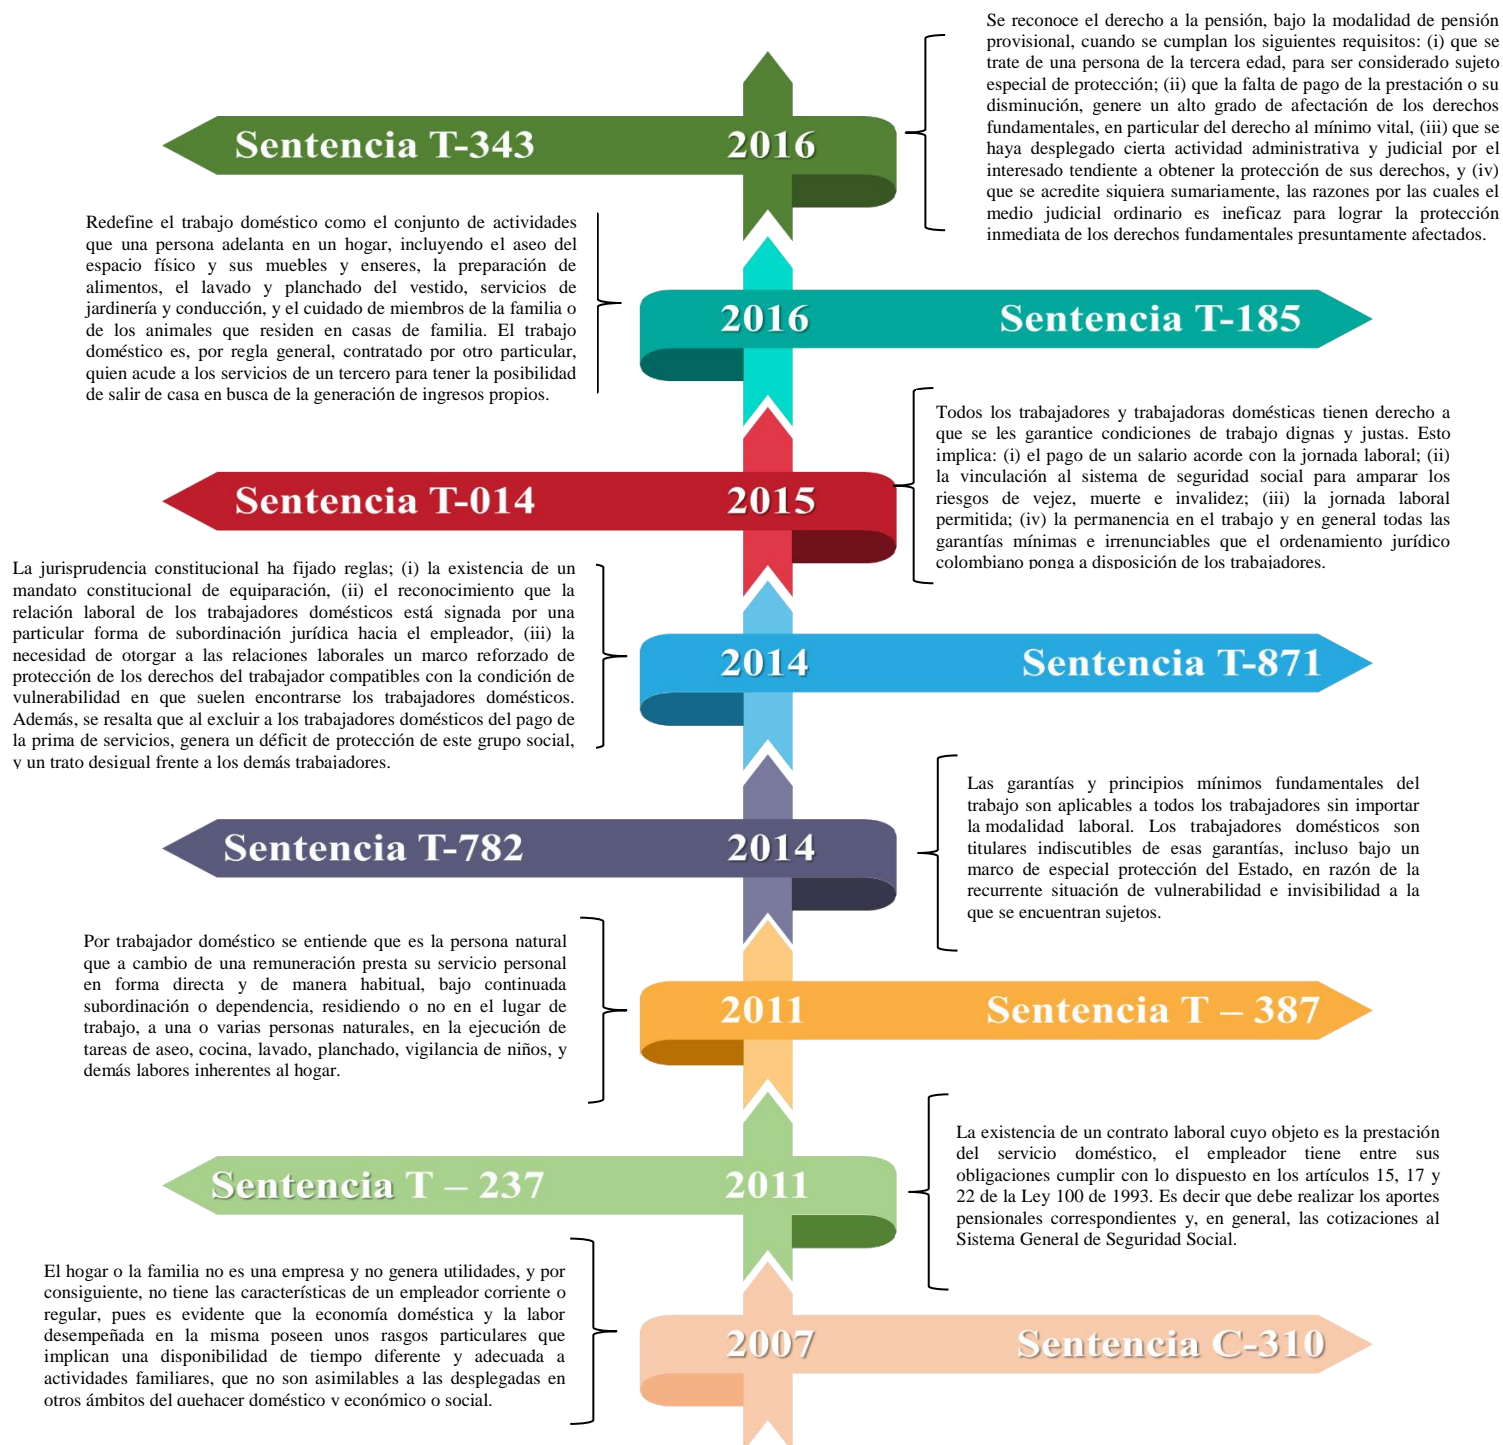 Se reconoce el derecho a la pensión, bajo la modalidad de pensión
provisional, cuando se cumplan los siguientes requisitos: (i) que se
trate de una persona de la tercera edad, para ser considerado sujeto
especial de protección; (ii) que la falta de pago de la prestación o su
disminución, genere un alto grado de afectación de los derechos
fundamentales, en particular del derecho al mínimo vital, (iii) que se
haya desplegado cierta actividad administrativa y judicial por el
interesado tendiente a obtener la protección de sus derechos, y (iv)
que se acredite siquiera sumariamente, las razones por las cuales el
medio judicial ordinario es ineficaz para lograr la protección
inmediata de los derechos fundamentales presuntamente afectados.
Sentencia T-343 2016
Redefine el trabajo doméstico como el conjunto de actividades
que una persona adelanta en un hogar, incluyendo el aseo del
espacio físico y sus muebles y enseres, la preparación de
alimentos, el lavado y planchado del vestido, servicios de
jardinería y conducción, y el cuidado de miembros de la familia o
de los animales que residen en casas de familia. El trabajo
doméstico es, por regla general, contratado por otro particular,
quien acude a los servicios de un tercero para tener la posibilidad
de salir de casa en busca de la generación de ingresos propios.
2016 Sentencia T-185
Todos los trabajadores y trabajadoras domésticas tienen derecho a
que se les garantice condiciones de trabajo dignas y justas. Esto
implica: (i) el pago de un salario acorde con la jornada laboral; (ii)
la vinculación al sistema de seguridad social para amparar los
riesgos de vejez, muerte e invalidez; (iii) la jornada laboral
permitida; (iv) la permanencia en el trabajo y en general todas las
garantías mínimas e irrenunciables que el ordenamiento jurídico
colombiano ponga a disposición de los trabajadores.
Sentencia T-014 2015
La jurisprudencia constitucional ha fijado reglas; (i) la existencia de un
mandato constitucional de equiparación, (ii) el reconocimiento que la
relación laboral de los trabajadores domésticos está signada por una
particular forma de subordinación jurídica hacia el empleador, (iii) la
necesidad de otorgar a las relaciones laborales un marco reforzado de
protección de los derechos del trabajador compatibles con la condición de
vulnerabilidad en que suelen encontrarse los trabajadores domésticos.
Además, se resalta que al excluir a los trabajadores domésticos del pago de
la prima de servicios, genera un déficit de protección de este grupo social,
y un trato desigual frente a los demás trabajadores.
2014 Sentencia T-871
Las garantías y principios mínimos fundamentales del
trabajo son aplicables a todos los trabajadores sin importar
la modalidad laboral. Los trabajadores domésticos son
titulares indiscutibles de esas garantías, incluso bajo un
marco de especial protección del Estado, en razón de la
recurrente situación de vulnerabilidad e invisibilidad a la
que se encuentran sujetos.
Sentencia T-782 2014
Por trabajador doméstico se entiende que es la persona natural
que a cambio de una remuneración presta su servicio personal
en forma directa y de manera habitual, bajo continuada
subordinación o dependencia, residiendo o no en el lugar de
trabajo, a una o varias personas naturales, en la ejecución de
tareas de aseo, cocina, lavado, planchado, vigilancia de niños, y
demás labores inherentes al hogar.
2011 Sentencia T – 387
La existencia de un contrato laboral cuyo objeto es la prestación
del servicio doméstico, el empleador tiene entre sus
obligaciones cumplir con lo dispuesto en los artículos 15, 17 y
22 de la Ley 100 de 1993. Es decir que debe realizar los aportes
pensionales correspondientes y, en general, las cotizaciones al
Sistema General de Seguridad Social.
Sentencia T – 237 2011
El hogar o la familia no es una empresa y no genera utilidades, y por
consiguiente, no tiene las características de un empleador corriente o
regular, pues es evidente que la economía doméstica y la labor
desempeñada en la misma poseen unos rasgos particulares que
implican una disponibilidad de tiempo diferente y adecuada a
actividades familiares, que no son asimilables a las desplegadas en
otros ámbitos del quehacer doméstico y económico o social.
2007 Sentencia C-310